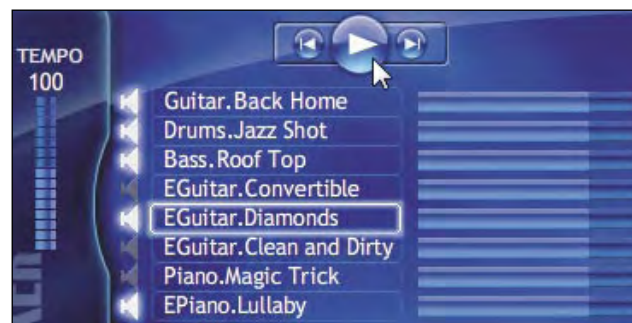 TEMPO
100
Guitar.Back Home
Drums.Jazz Shot
Bass.Roof Top
EGuitar.Convertible
EGuitar.Diamonds
EGuitar.Clean and Dirty
Piano.Magic Trick
EPiano.Lullaby